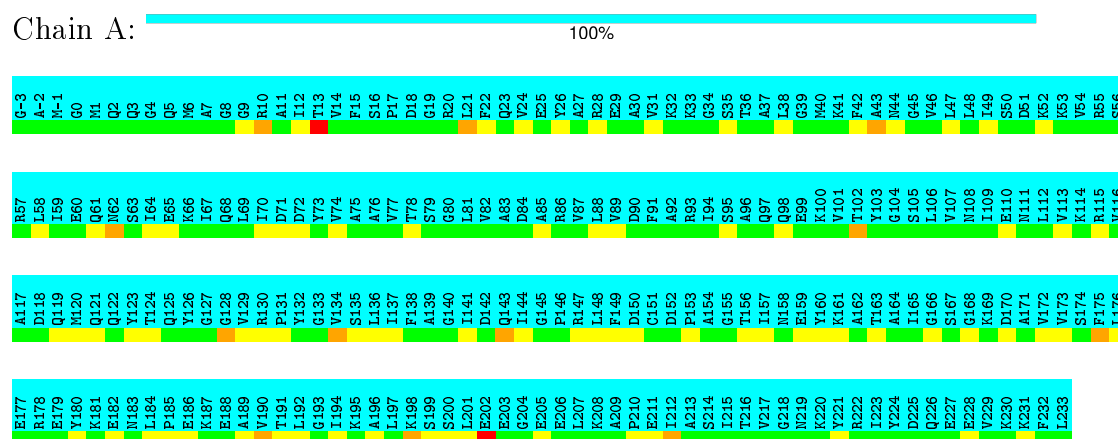 Chain A:
100%
G-3 A-2 M-1 G0 M1 Q2 Q3 G4 Q5 M6 A7 G8 G9 R10 A11 I12 T13 V14 F15 S16 P17 D18 G19 R20 L21 F22 Q23 V24 E25 Y26 A27 R28 E29 A30 V31 K32 K33 G34 S35 T36 A37 L38 G39 M40 K41 F42 A43 N44 G45 V46 L47 L48 I49 S50 D51 K52 K53 V54 R55 S56
R57 L58 I59 E60 Q61 N62 S63 I64 E65 K66 I67 Q68 L69 I70 D71 D72 Y73 V74 A75 A76 V77 T78 S79 G80 L81 V82 A83 D84 A85 R86 V87 L88 V89 D90 F91 A92 R93 I94 S95 A96 Q97 Q98 E99 K100 V101 T102 Y103 G104 S105 L106 V107 N108 I109 E110 N111 L112 V113 K114 R115 V116
A117 D118 Q119 M120 Q121 Q122 Y123 T124 Q125 Y126 G127 G128 V129 R130 P131 Y132 G133 V134 S135 L136 I137 F138 A139 G140 I141 D142 Q143 I144 G145 P146 R147 L148 F149 D150 C151 D152 P153 A154 G155 T156 I157 N158 E159 Y160 K161 A162 T163 A164 I165 G166 S167 G168 K169 D170 A171 V172 V173 S174 F175 L176
E177 R178 E179 Y180 K181 E182 N183 L184 P185 E186 K187 E188 A189 V190 T191 L192 G193 I194 K195 A196 L197 K198 S199 S200 L201 E202 E203 G204 E205 E206 L207 K208 A209 P210 E211 I212 A213 S214 I215 T216 V217 G218 N219 K220 Y221 R222 I223 Y224 D225 Q226 E227 E228 V229 K230 K231 F232 L233